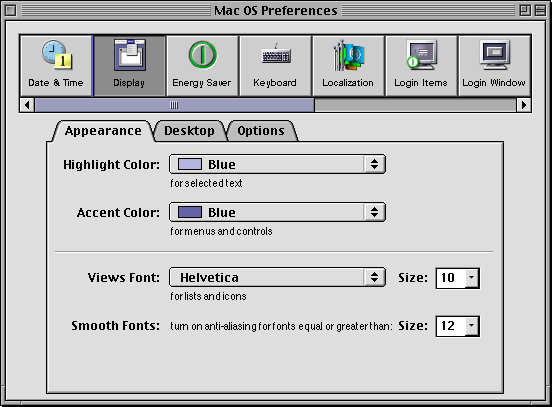 Mac OS Preferences
Date & Time Display Energy Saver Keyboard Localization Login Items Login Window
Appearance Desktop Options
Highlight Color: Blue
for selected text
Accent Color: Blue
for menus and controls
Views Font: Helvetica Size: 10
for lists and icons
Smooth Fonts: turn on anti-aliasing for fonts equal or greater than: Size: 12